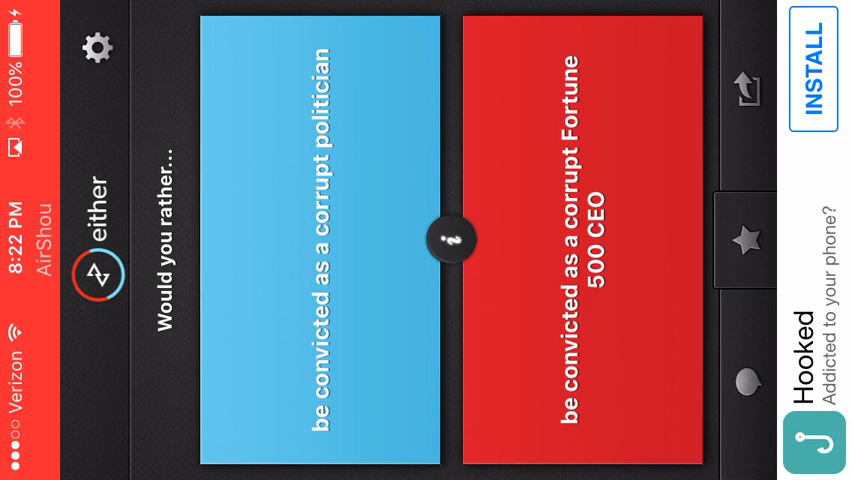 Verizon 8:22 PM 100%
AirShou
either
Would you rather...
be convicted as a corrupt politician
i
be convicted as a corrupt Fortune
500 CEO
Hooked
Addicted to your phone?
INSTALL